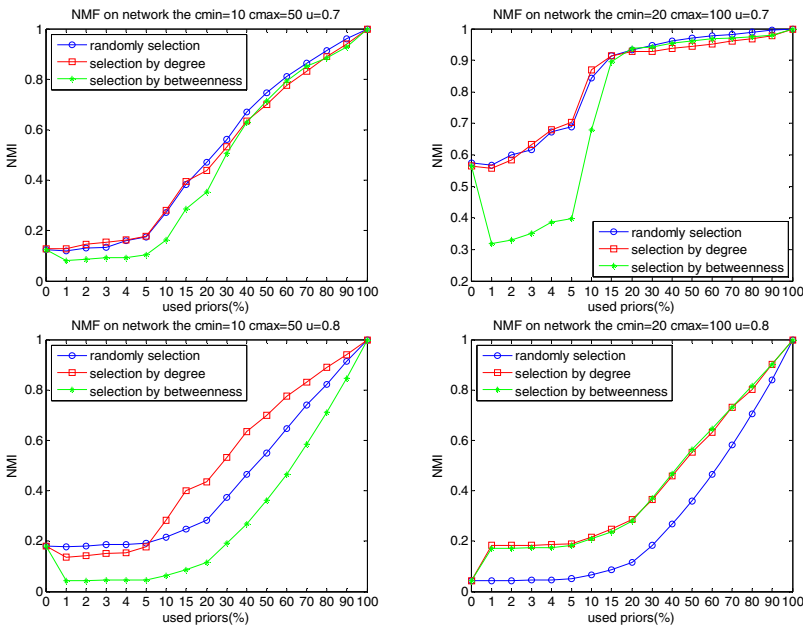 NMF on network the cmin=10 cmax=50 u=0.7
1
0.8
0.6
0.4
0.2
0
NMI
randomly selection
selection by degree
selection by betweenness
0 1 2 3 4 5 10 15 20 30 40 50 60 70 80 90 100
used priors(%)
NMF on network the cmin=20 cmax=100 u=0.7
1
0.9
0.8
0.7
0.6
0.5
0.4
0.3
0.2
NMI
randomly selection
selection by degree
selection by betweenness
0 1 2 3 4 5 10 15 20 30 40 50 60 70 80 90 100
used priors(%)
NMF on network the cmin=10 cmax=50 u=0.8
1
0.8
0.6
0.4
0.2
0
NMI
randomly selection
selection by degree
selection by betweenness
0 1 2 3 4 5 10 15 20 30 40 50 60 70 80 90 100
used priors(%)
NMF on network the cmin=20 cmax=100 u=0.8
1
0.8
0.6
0.4
0.2
0
NMI
randomly selection
selection by degree
selection by betweenness
0 1 2 3 4 5 10 15 20 30 40 50 60 70 80 90 100
used priors(%)